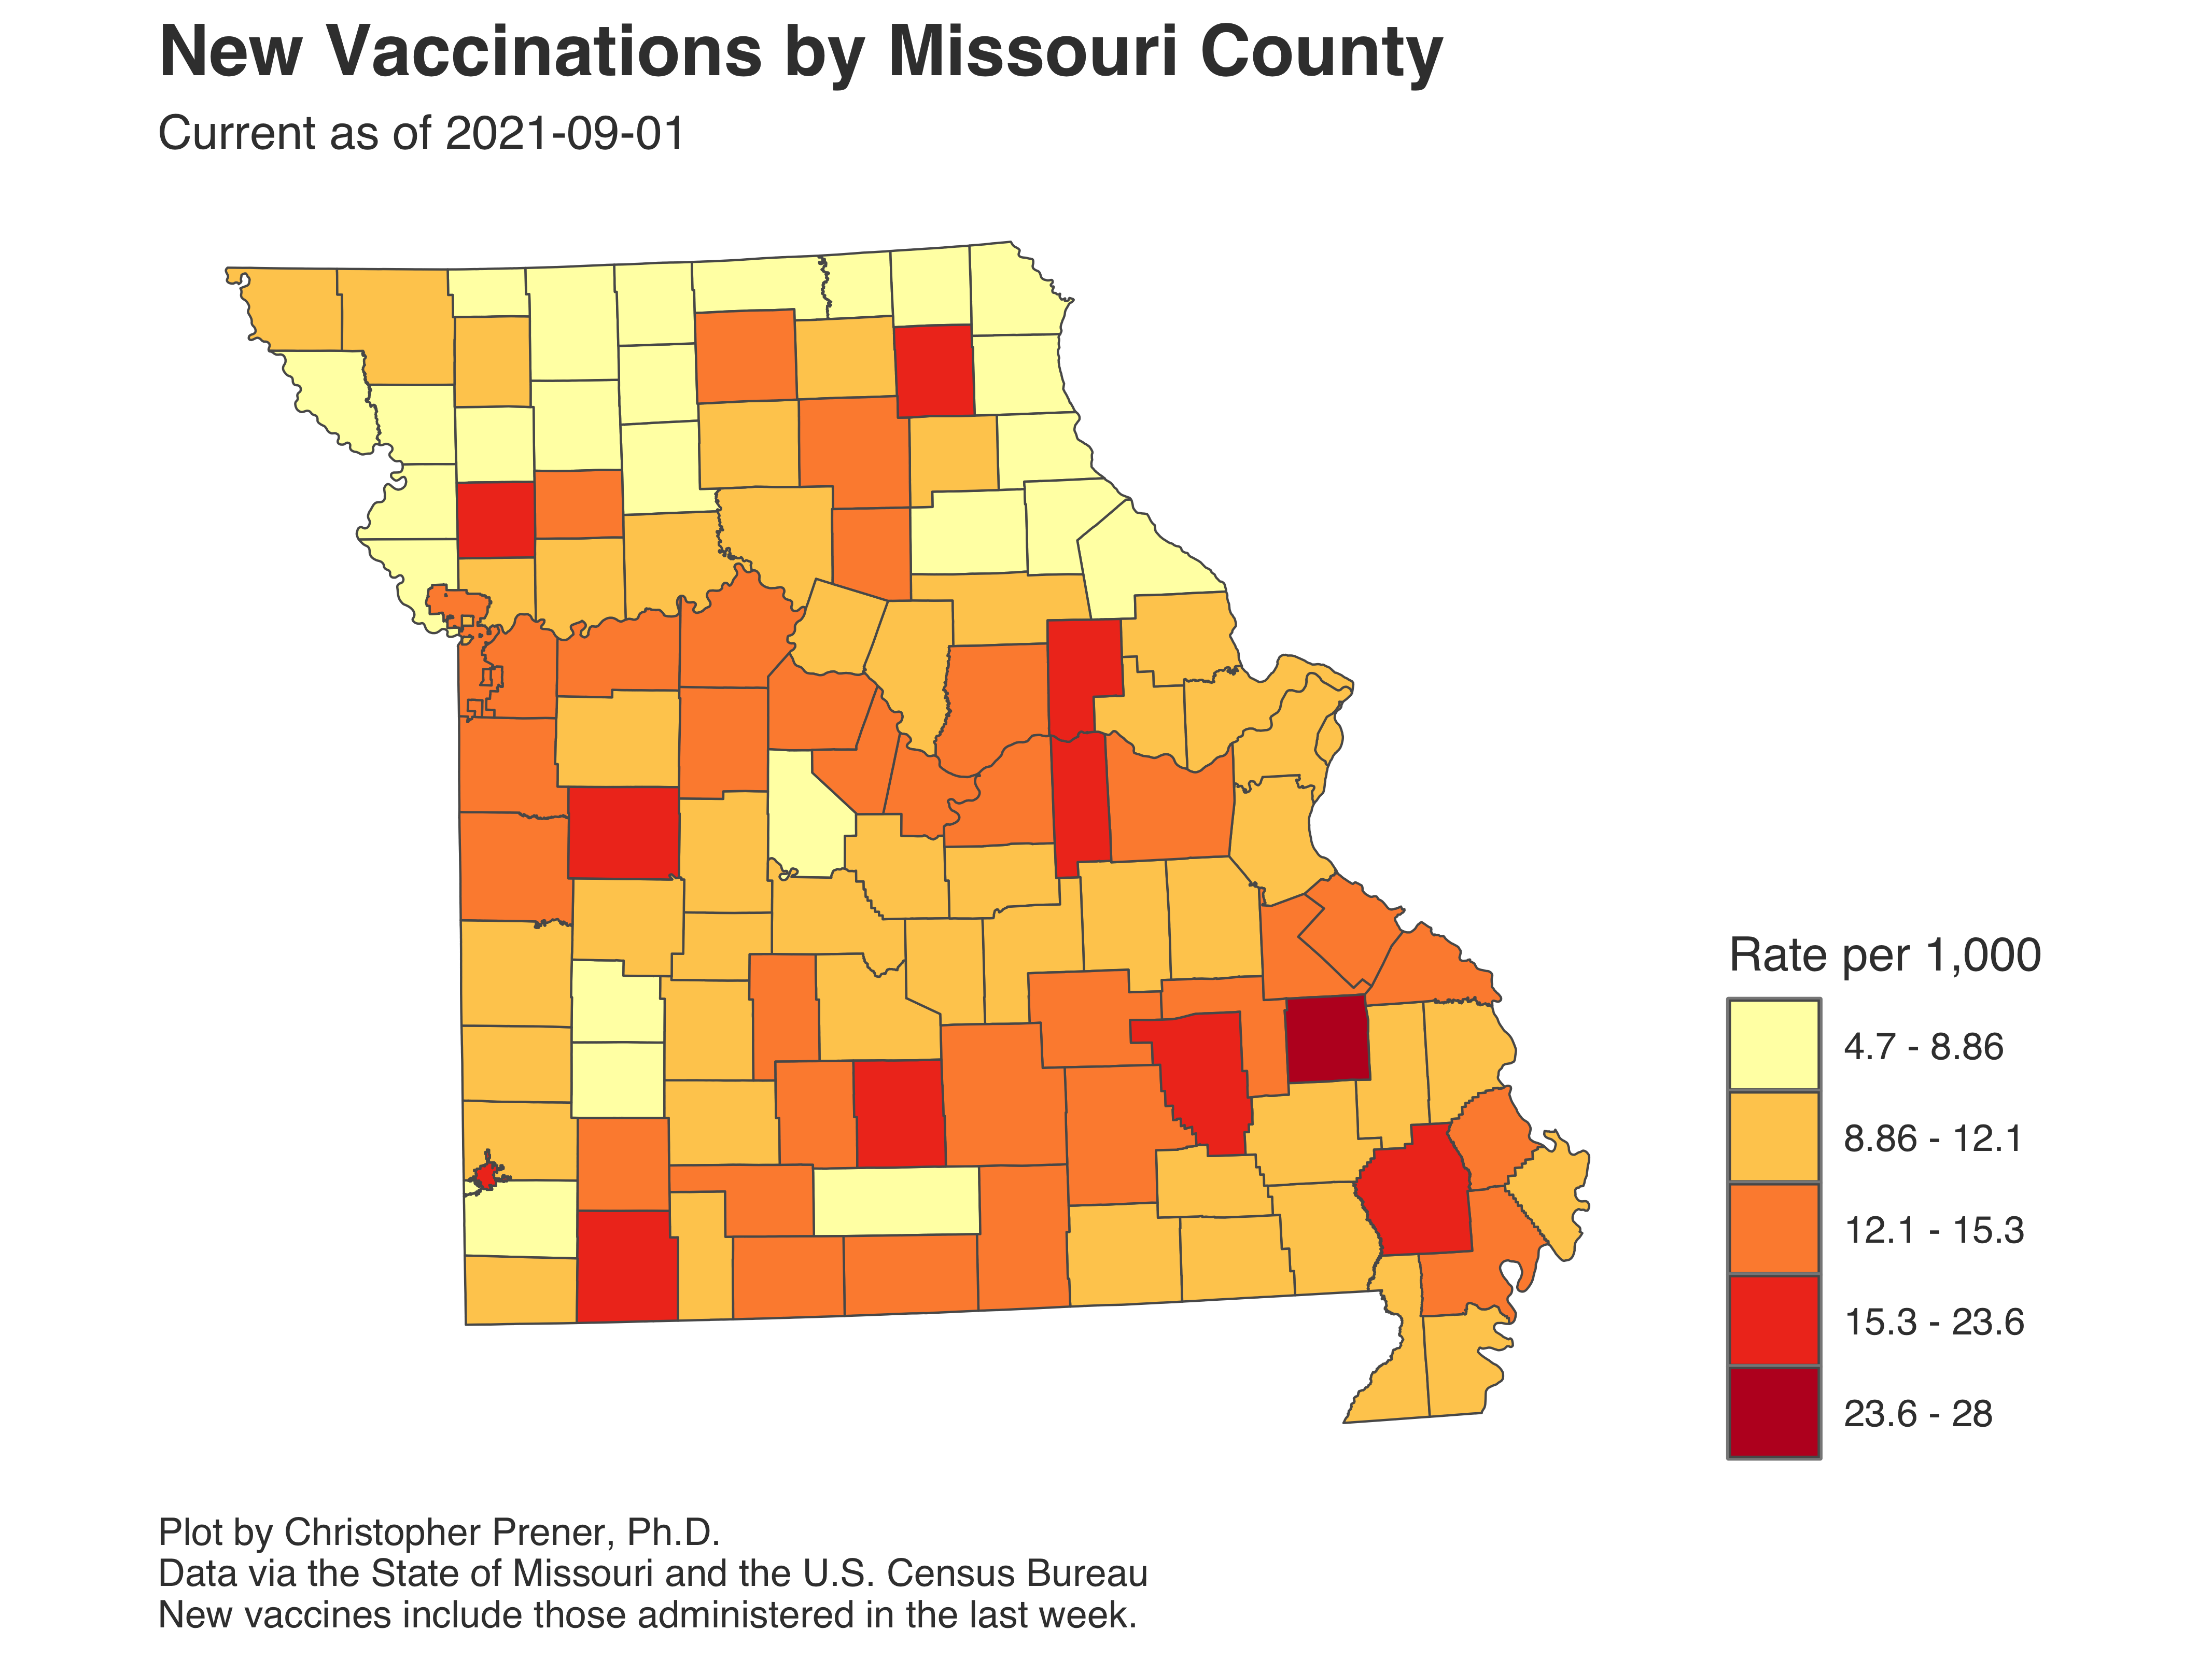 New Vaccinations by Missouri County
Current as of 2021-09-01
Rate per 1,000
4.7 - 8.86
8.86 - 12.1
12.1 - 15.3
15.3 - 23.6
23.6 - 28
Plot by Christopher Prener, Ph.D.
Data via the State of Missouri and the U.S. Census Bureau
New vaccines include those administered in the last week.